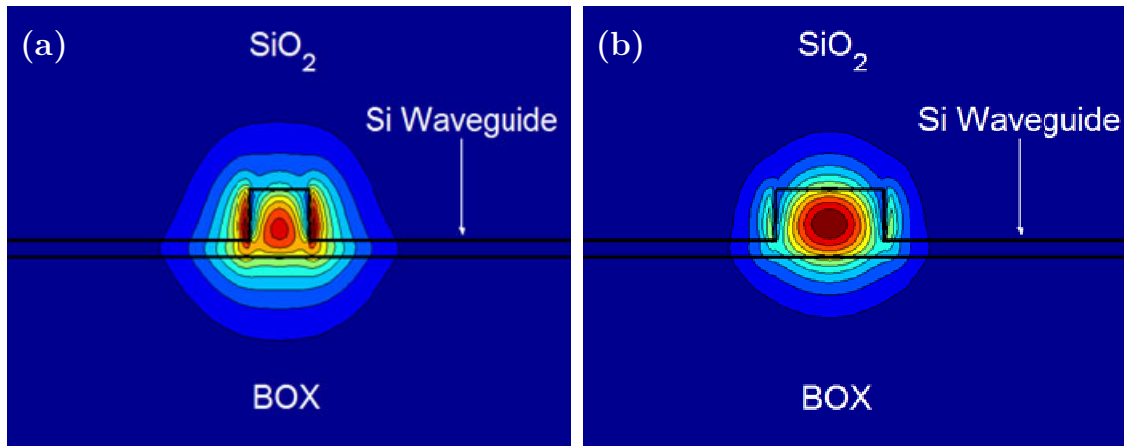 (a)
SiO2
Si Waveguide
BOX
(b)
SiO2
Si Waveguide
BOX